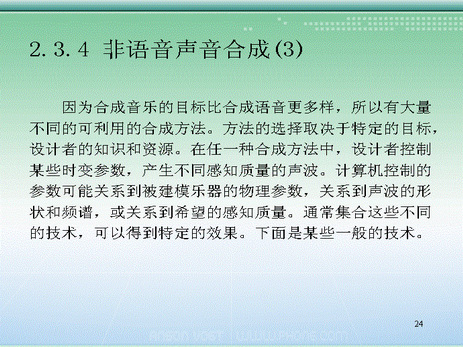 2.3.4 非语音声音合成(3)
因为合成音乐的目标比合成语音更多样，所以有大量
不同的可利用的合成方法。方法的选择取决于特定的目标，
设计者的知识和资源。在任一种合成方法中，设计者控制
某些时变参数，产生不同感知质量的声波。计算机控制的
参数可能关系到被建模乐器的物理参数，关系到声波的形
状和频谱，或关系到希望的感知质量。通常集合这些不同
的技术，可以得到特定的效果。下面是某些一般的技术。
24